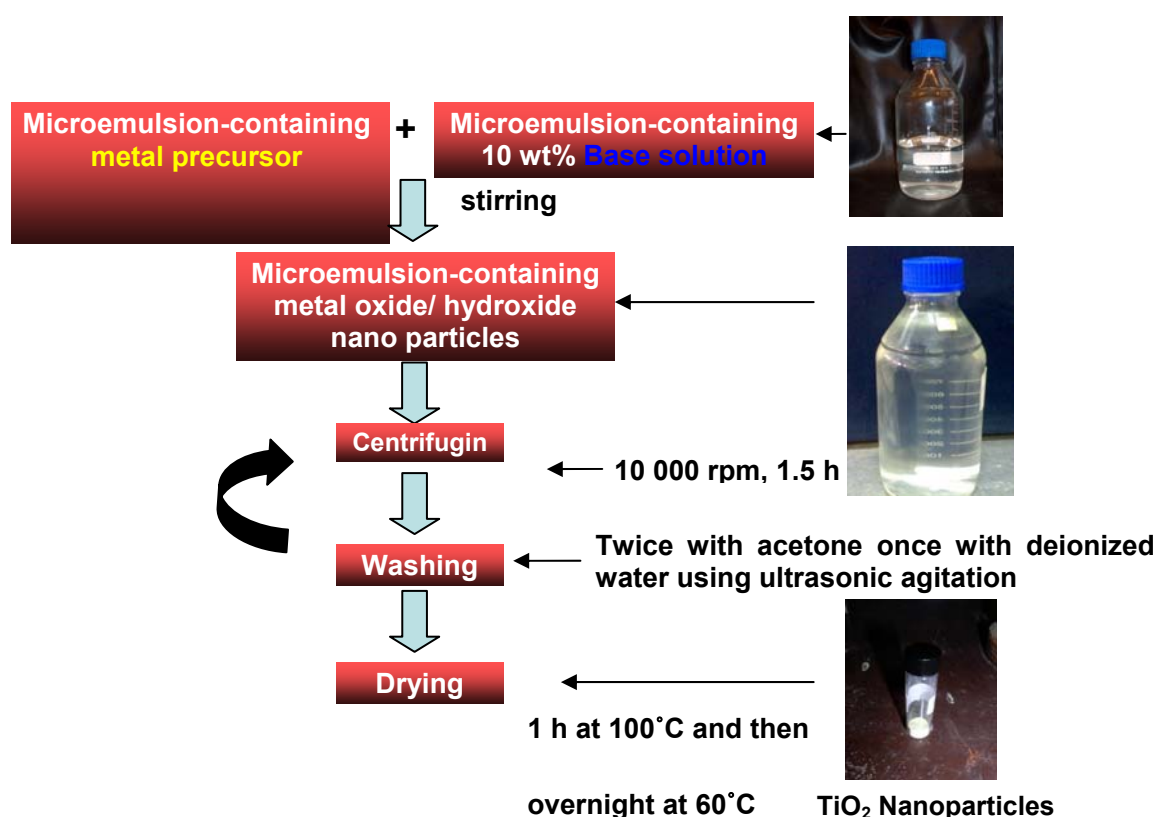 Microemulsion-containing
metal precursor
+
Microemulsion-containing
10 wt% Base solution
stirring
Microemulsion-containing
metal oxide/ hydroxide
nano particles
Centrifugin
10 000 rpm, 1.5 h
Washing
Twice with acetone once with deionized
water using ultrasonic agitation
Drying
1 h at 100˚C and then
overnight at 60˚C
TiO₂ Nanoparticles